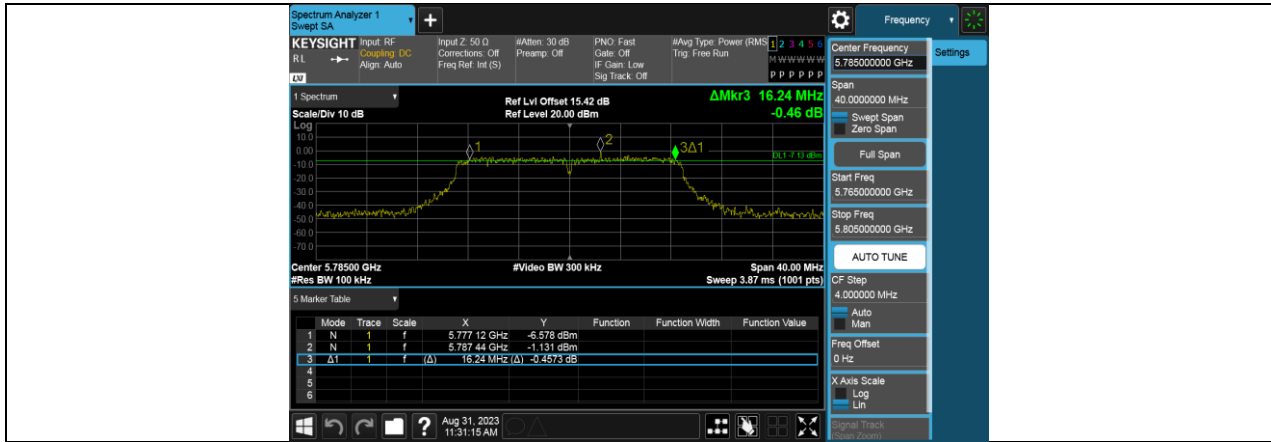 Spectrum Analyzer 1
Swept SA
+
Frequency
KEYSIGHT Input: RF
R L
Coupling: DC
Align: Auto
LXI
Input Z: 50 Ω
Corrections: Off
Freq Ref: Int (S)
#Atten: 30 dB
Preamp: Off
PNO: Fast
Gate: Off
IF Gain: Low
Sig Track: Off
#Avg Type: Power (RMS
Trig: Free Run
1 2 3 4 5 6
M W W W W W
P P P P P P
1 Spectrum
Scale/Div 10 dB
Ref Lvl Offset 15.42 dB
Ref Level 20.00 dBm
ΔMkr3 16.24 MHz
-0.46 dB
Log
10.0
0.00
-10.0
-20.0
-30.0
-40.0
-50.0
-60.0
-70.0
1
2
3Δ1
DL1 -7.13 dBm
Center 5.78500 GHz
#Res BW 100 kHz
#Video BW 300 kHz
Span 40.00 MHz
Sweep 3.87 ms (1001 pts)
5 Marker Table
Mode Trace Scale X Y Function Function Width Function Value
1 N 1 f 5.777 12 GHz -6.578 dBm
2 N 1 f 5.787 44 GHz -1.131 dBm
3 Δ1 1 f (Δ) 16.24 MHz (Δ) -0.4573 dB
4
5
6
? Aug 31, 2023
11:31:15 AM
Center Frequency
5.785000000 GHz
Settings
Span
40.0000000 MHz
Swept Span
Zero Span
Full Span
Start Freq
5.765000000 GHz
Stop Freq
5.805000000 GHz
AUTO TUNE
CF Step
4.000000 MHz
Auto
Man
Freq Offset
0 Hz
X Axis Scale
Log
Lin
Signal Track
(Span Zoom)